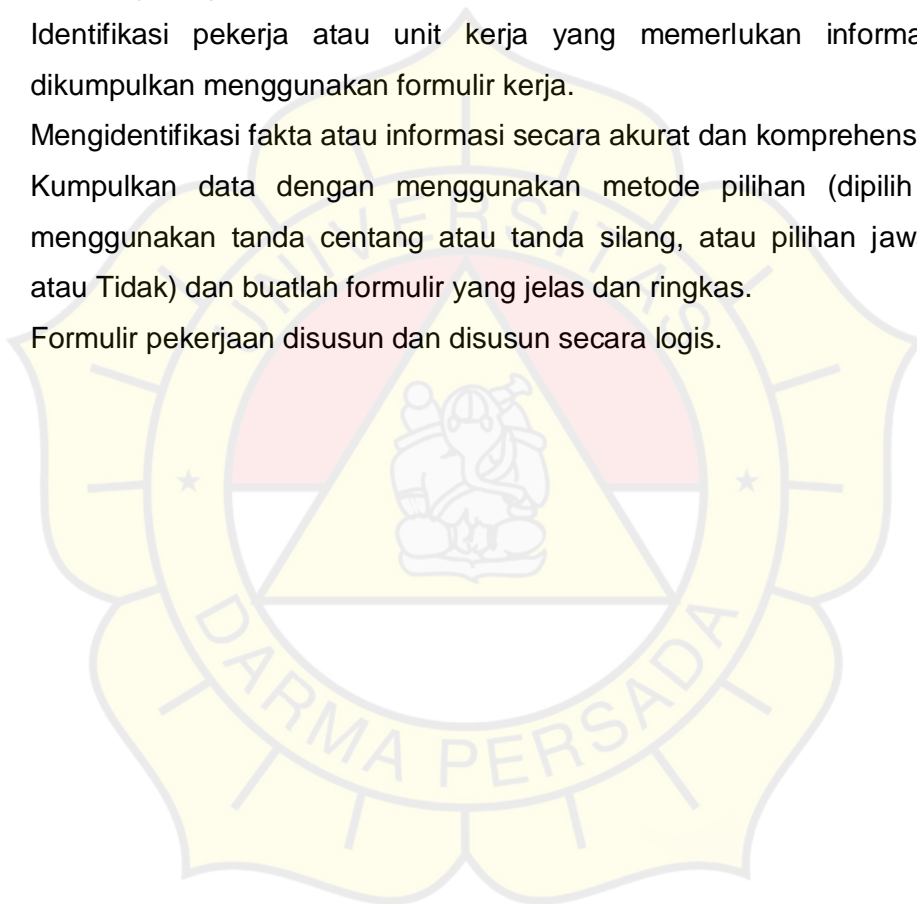 Identifikasi pekerja atau unit kerja yang memerlukan informa
dikumpulkan menggunakan formulir kerja.
Mengidentifikasi fakta atau informasi secara akurat dan komprehens
Kumpulkan data dengan menggunakan metode pilihan (dipilih
menggunakan tanda centang atau tanda silang, atau pilihan jaw
atau Tidak) dan buatlah formulir yang jelas dan ringkas.
Formulir pekerjaan disusun dan disusun secara logis.
UNIVERSITAS
DARMA PERSADA